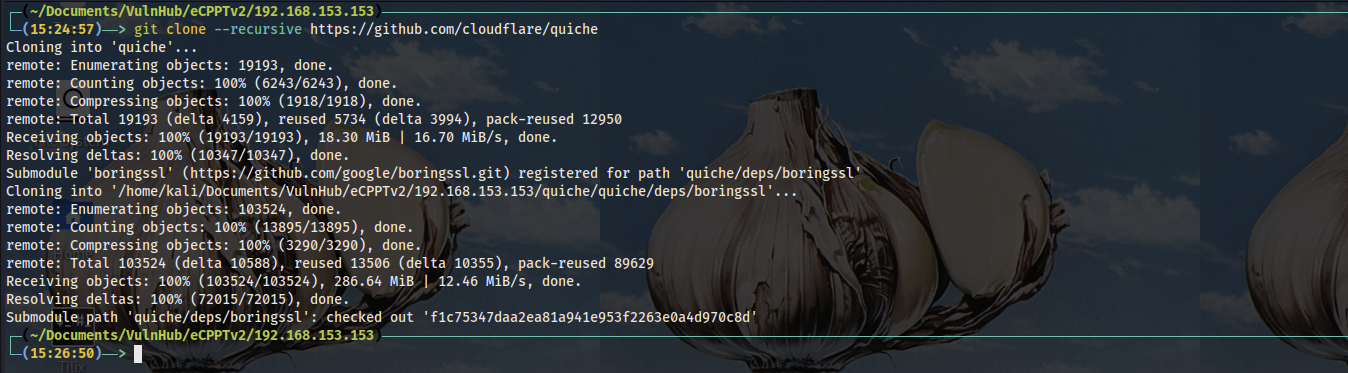 (~/Documents/VulnHub/eCPPTv2/192.168.153.153)
(15:24:57)——> git clone --recursive https://github.com/cloudflare/quiche
Cloning into 'quiche'...
remote: Enumerating objects: 19193, done.
remote: Counting objects: 100% (6243/6243), done.
remote: Compressing objects: 100% (1918/1918), done.
remote: Total 19193 (delta 4159), reused 5734 (delta 3994), pack-reused 12950
Receiving objects: 100% (19193/19193), 18.30 MiB | 16.70 MiB/s, done.
Resolving deltas: 100% (10347/10347), done.
Submodule 'boringssl' (https://github.com/google/boringssl.git) registered for path 'quiche/deps/boringssl'
Cloning into '/home/kali/Documents/VulnHub/eCPPTv2/192.168.153.153/quiche/quiche/deps/boringssl'...
remote: Enumerating objects: 103524, done.
remote: Counting objects: 100% (13895/13895), done.
remote: Compressing objects: 100% (3290/3290), done.
remote: Total 103524 (delta 10588), reused 13506 (delta 10355), pack-reused 89629
Receiving objects: 100% (103524/103524), 286.64 MiB | 12.46 MiB/s, done.
Resolving deltas: 100% (72015/72015), done.
Submodule path 'quiche/deps/boringssl': checked out 'f1c75347daa2ea81a941e953f2263e0a4d970c8d'
(~/Documents/VulnHub/eCPPTv2/192.168.153.153)
(15:26:50)——>